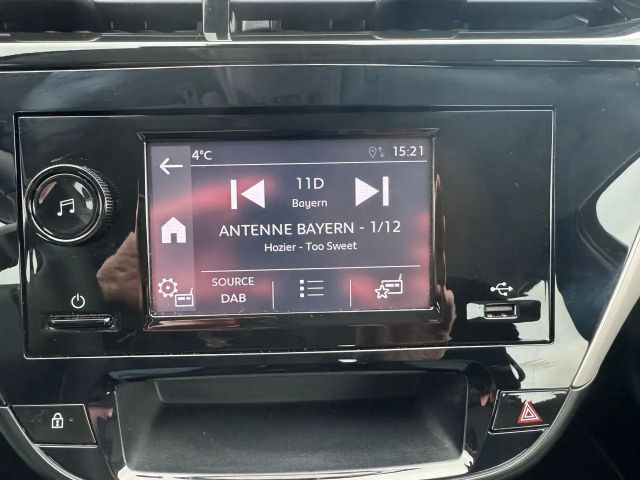 4°C 15:21
11D
Bayern
ANTENNE BAYERN - 1/12
Hozier - Too Sweet
SOURCE
DAB